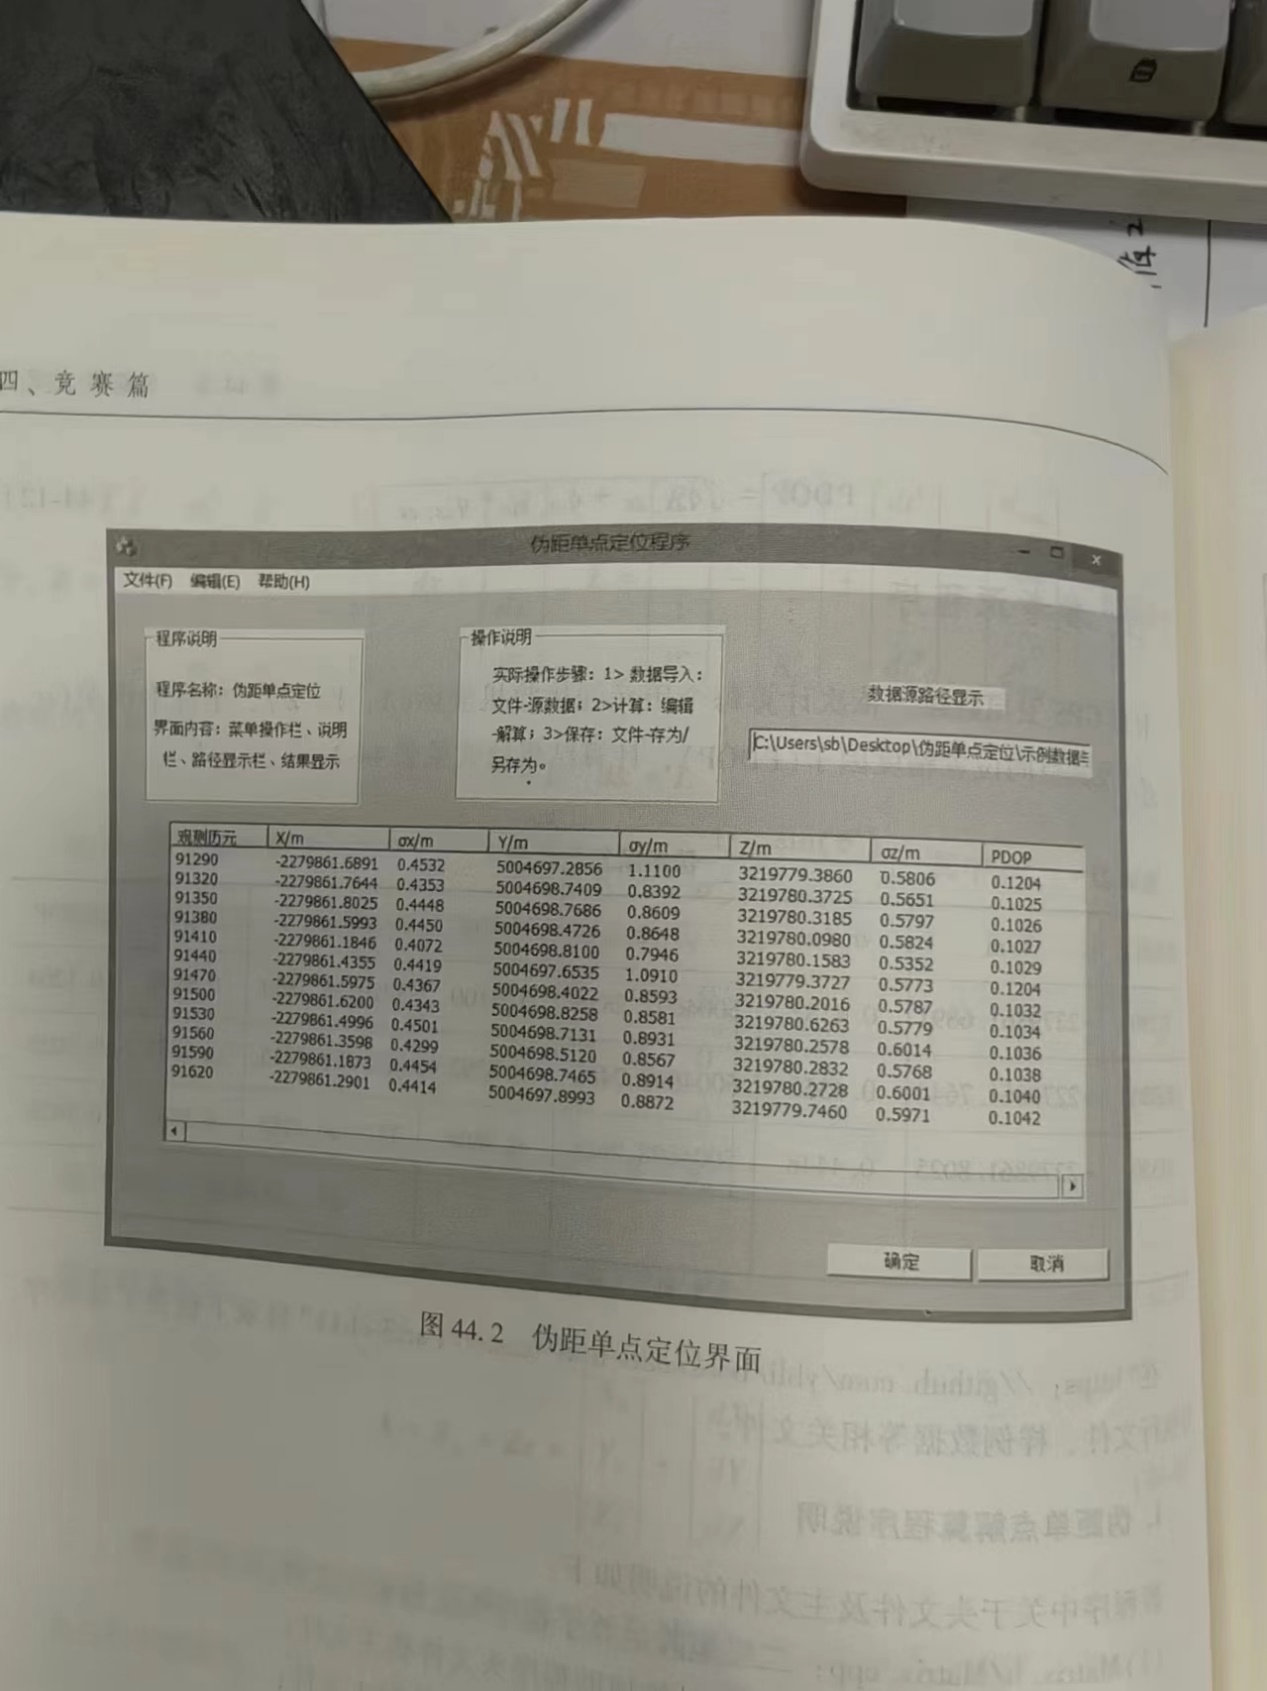 值
四、竞赛篇
伪距单点定位程序
文件(F) 编辑(E) 帮助(H)
程序说明
程序名称：伪距单点定位
界面内容：菜单操作栏、说明
栏、路径显示栏、结果显示
操作说明
实际操作步骤：1> 数据导入：
文件-源数据；2>计算：编辑
-解算；3>保存：文件-存为/
另存为。
数据源路径显示
C:\Users\sb\Desktop\伪距单点定位\示例数据与
观测历元 X/m σx/m Y/m σy/m Z/m σz/m PDOP
91290 -2279861.6891 0.4532 5004697.2856 1.1100 3219779.3860 0.5806 0.1204
91320 -2279861.7644 0.4353 5004698.7409 0.8392 3219780.3725 0.5651 0.1025
91350 -2279861.8025 0.4448 5004698.7686 0.8609 3219780.3185 0.5797 0.1026
91380 -2279861.5993 0.4450 5004698.4726 0.8648 3219780.0980 0.5824 0.1027
91410 -2279861.1846 0.4072 5004698.8100 0.7946 3219780.1583 0.5352 0.1029
91440 -2279861.4355 0.4419 5004697.6535 1.0910 3219779.3727 0.5773 0.1204
91470 -2279861.5975 0.4367 5004698.4022 0.8593 3219780.2016 0.5787 0.1032
91500 -2279861.6200 0.4343 5004698.8258 0.8581 3219780.6263 0.5779 0.1034
91530 -2279861.4996 0.4501 5004698.7131 0.8931 3219780.2578 0.6014 0.1036
91560 -2279861.3598 0.4299 5004698.5120 0.8567 3219780.2832 0.5768 0.1038
91590 -2279861.1873 0.4454 5004698.7465 0.8914 3219780.2728 0.6001 0.1040
91620 -2279861.2901 0.4414 5004697.8993 0.8872 3219779.7460 0.5971 0.1042
确定 取消
图 44.2 伪距单点定位界面